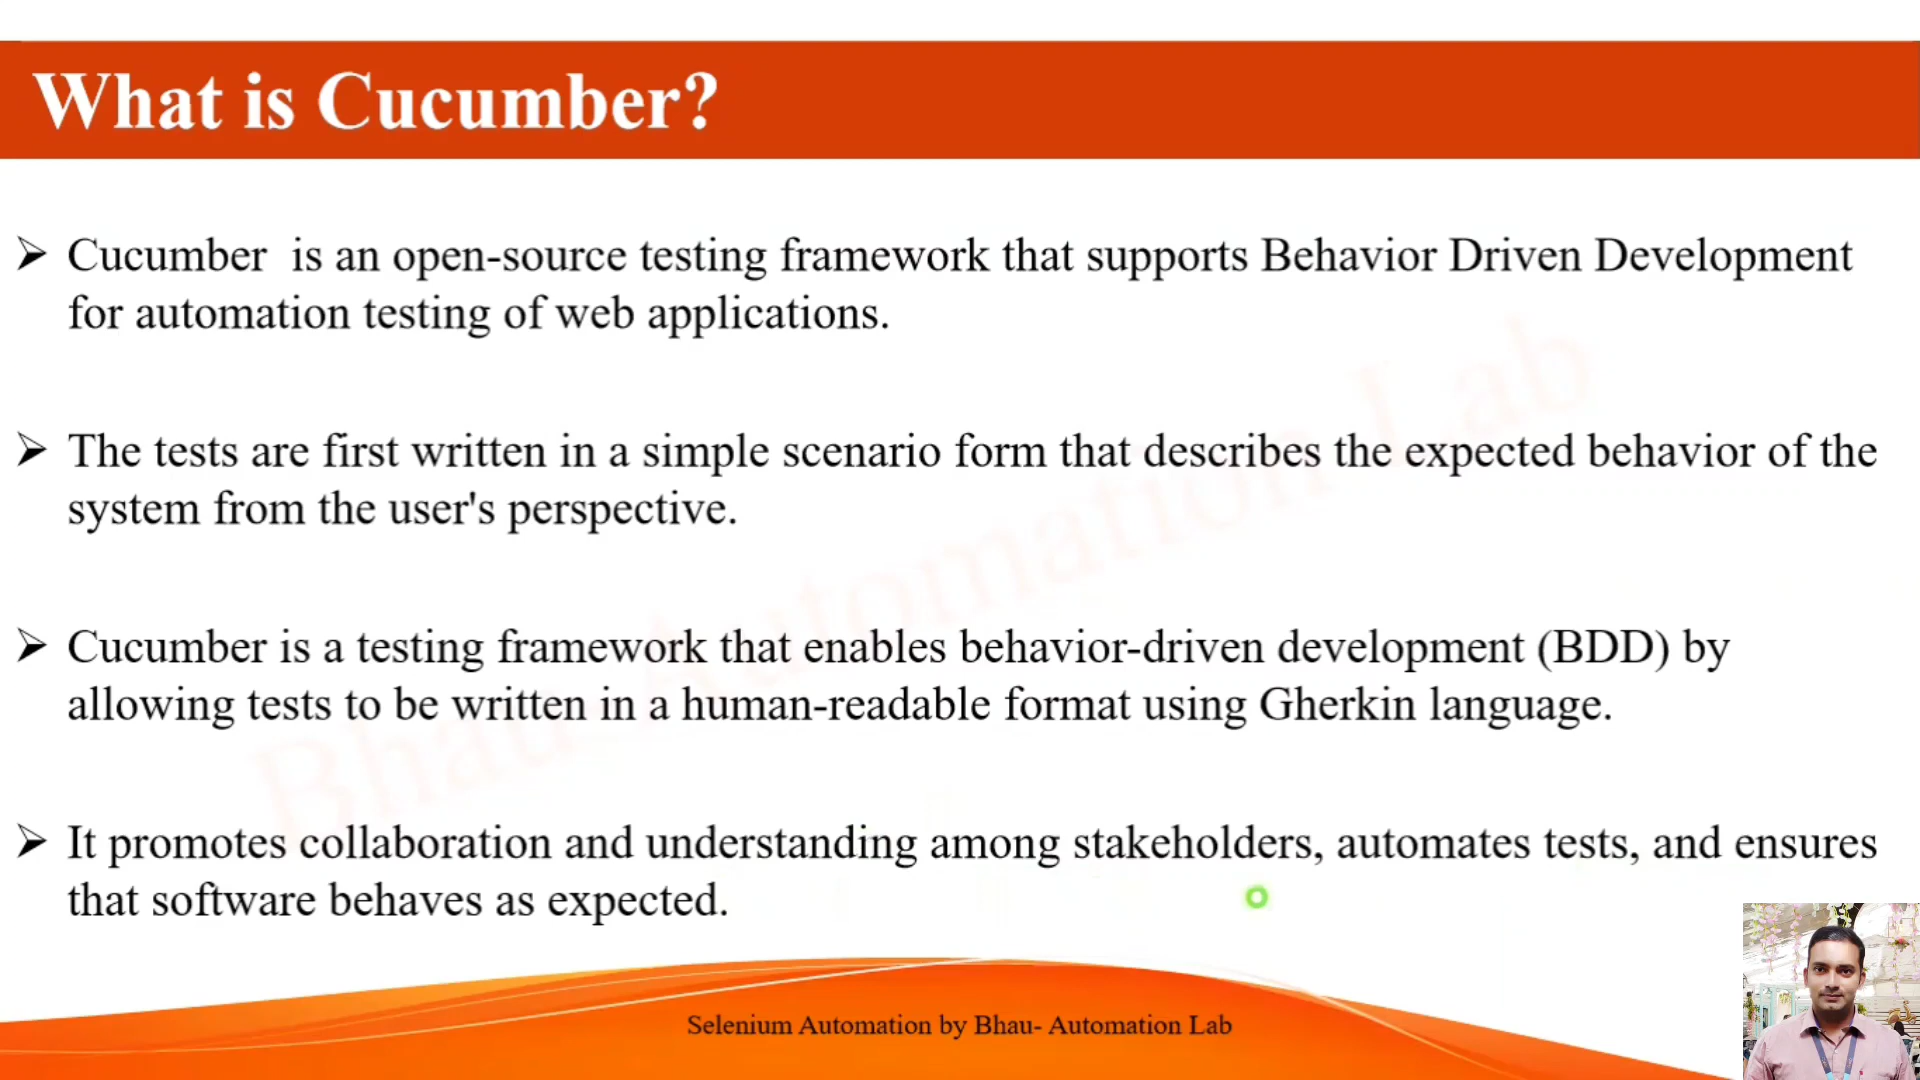 What is Cucumber?
Cucumber is an open-source testing framework that supports Behavior Driven Development
for automation testing of web applications.
The tests are first written in a simple scenario form that describes the expected behavior of the
system from the user's perspective.
Cucumber is a testing framework that enables behavior-driven development (BDD) by
allowing tests to be written in a human-readable format using Gherkin language.
It promotes collaboration and understanding among stakeholders, automates tests, and ensures
that software behaves as expected.
Bhau- Automation Lab
Selenium Automation by Bhau- Automation Lab